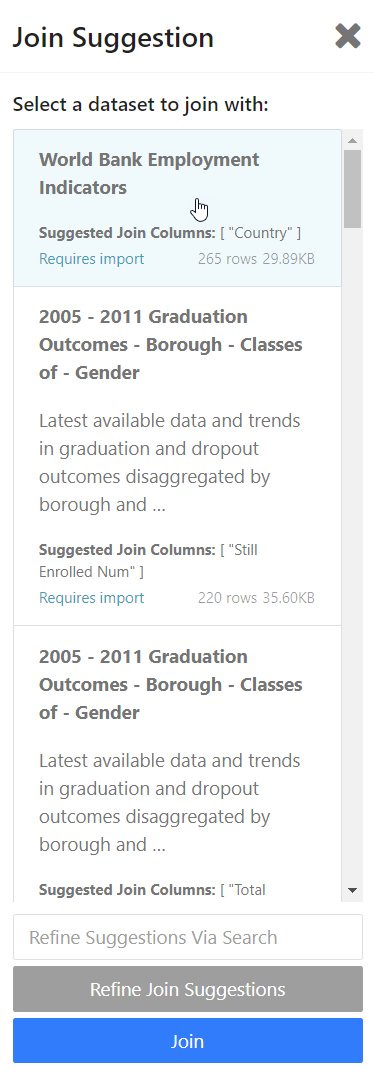 Join Suggestion
Select a dataset to join with:
World Bank Employment
Indicators
Suggested Join Columns: [ "Country" ]
Requires import 265 rows 29.89KB
2005 - 2011 Graduation
Outcomes - Borough - Classes
of - Gender
Latest available data and trends
in graduation and dropout
outcomes disaggregated by
borough and ...
Suggested Join Columns: [ "Still
Enrolled Num" ]
Requires import 220 rows 35.60KB
2005 - 2011 Graduation
Outcomes - Borough - Classes
of - Gender
Latest available data and trends
in graduation and dropout
outcomes disaggregated by
borough and ...
Suggested Join Columns: [ "Total
Refine Suggestions Via Search
Refine Join Suggestions
Join